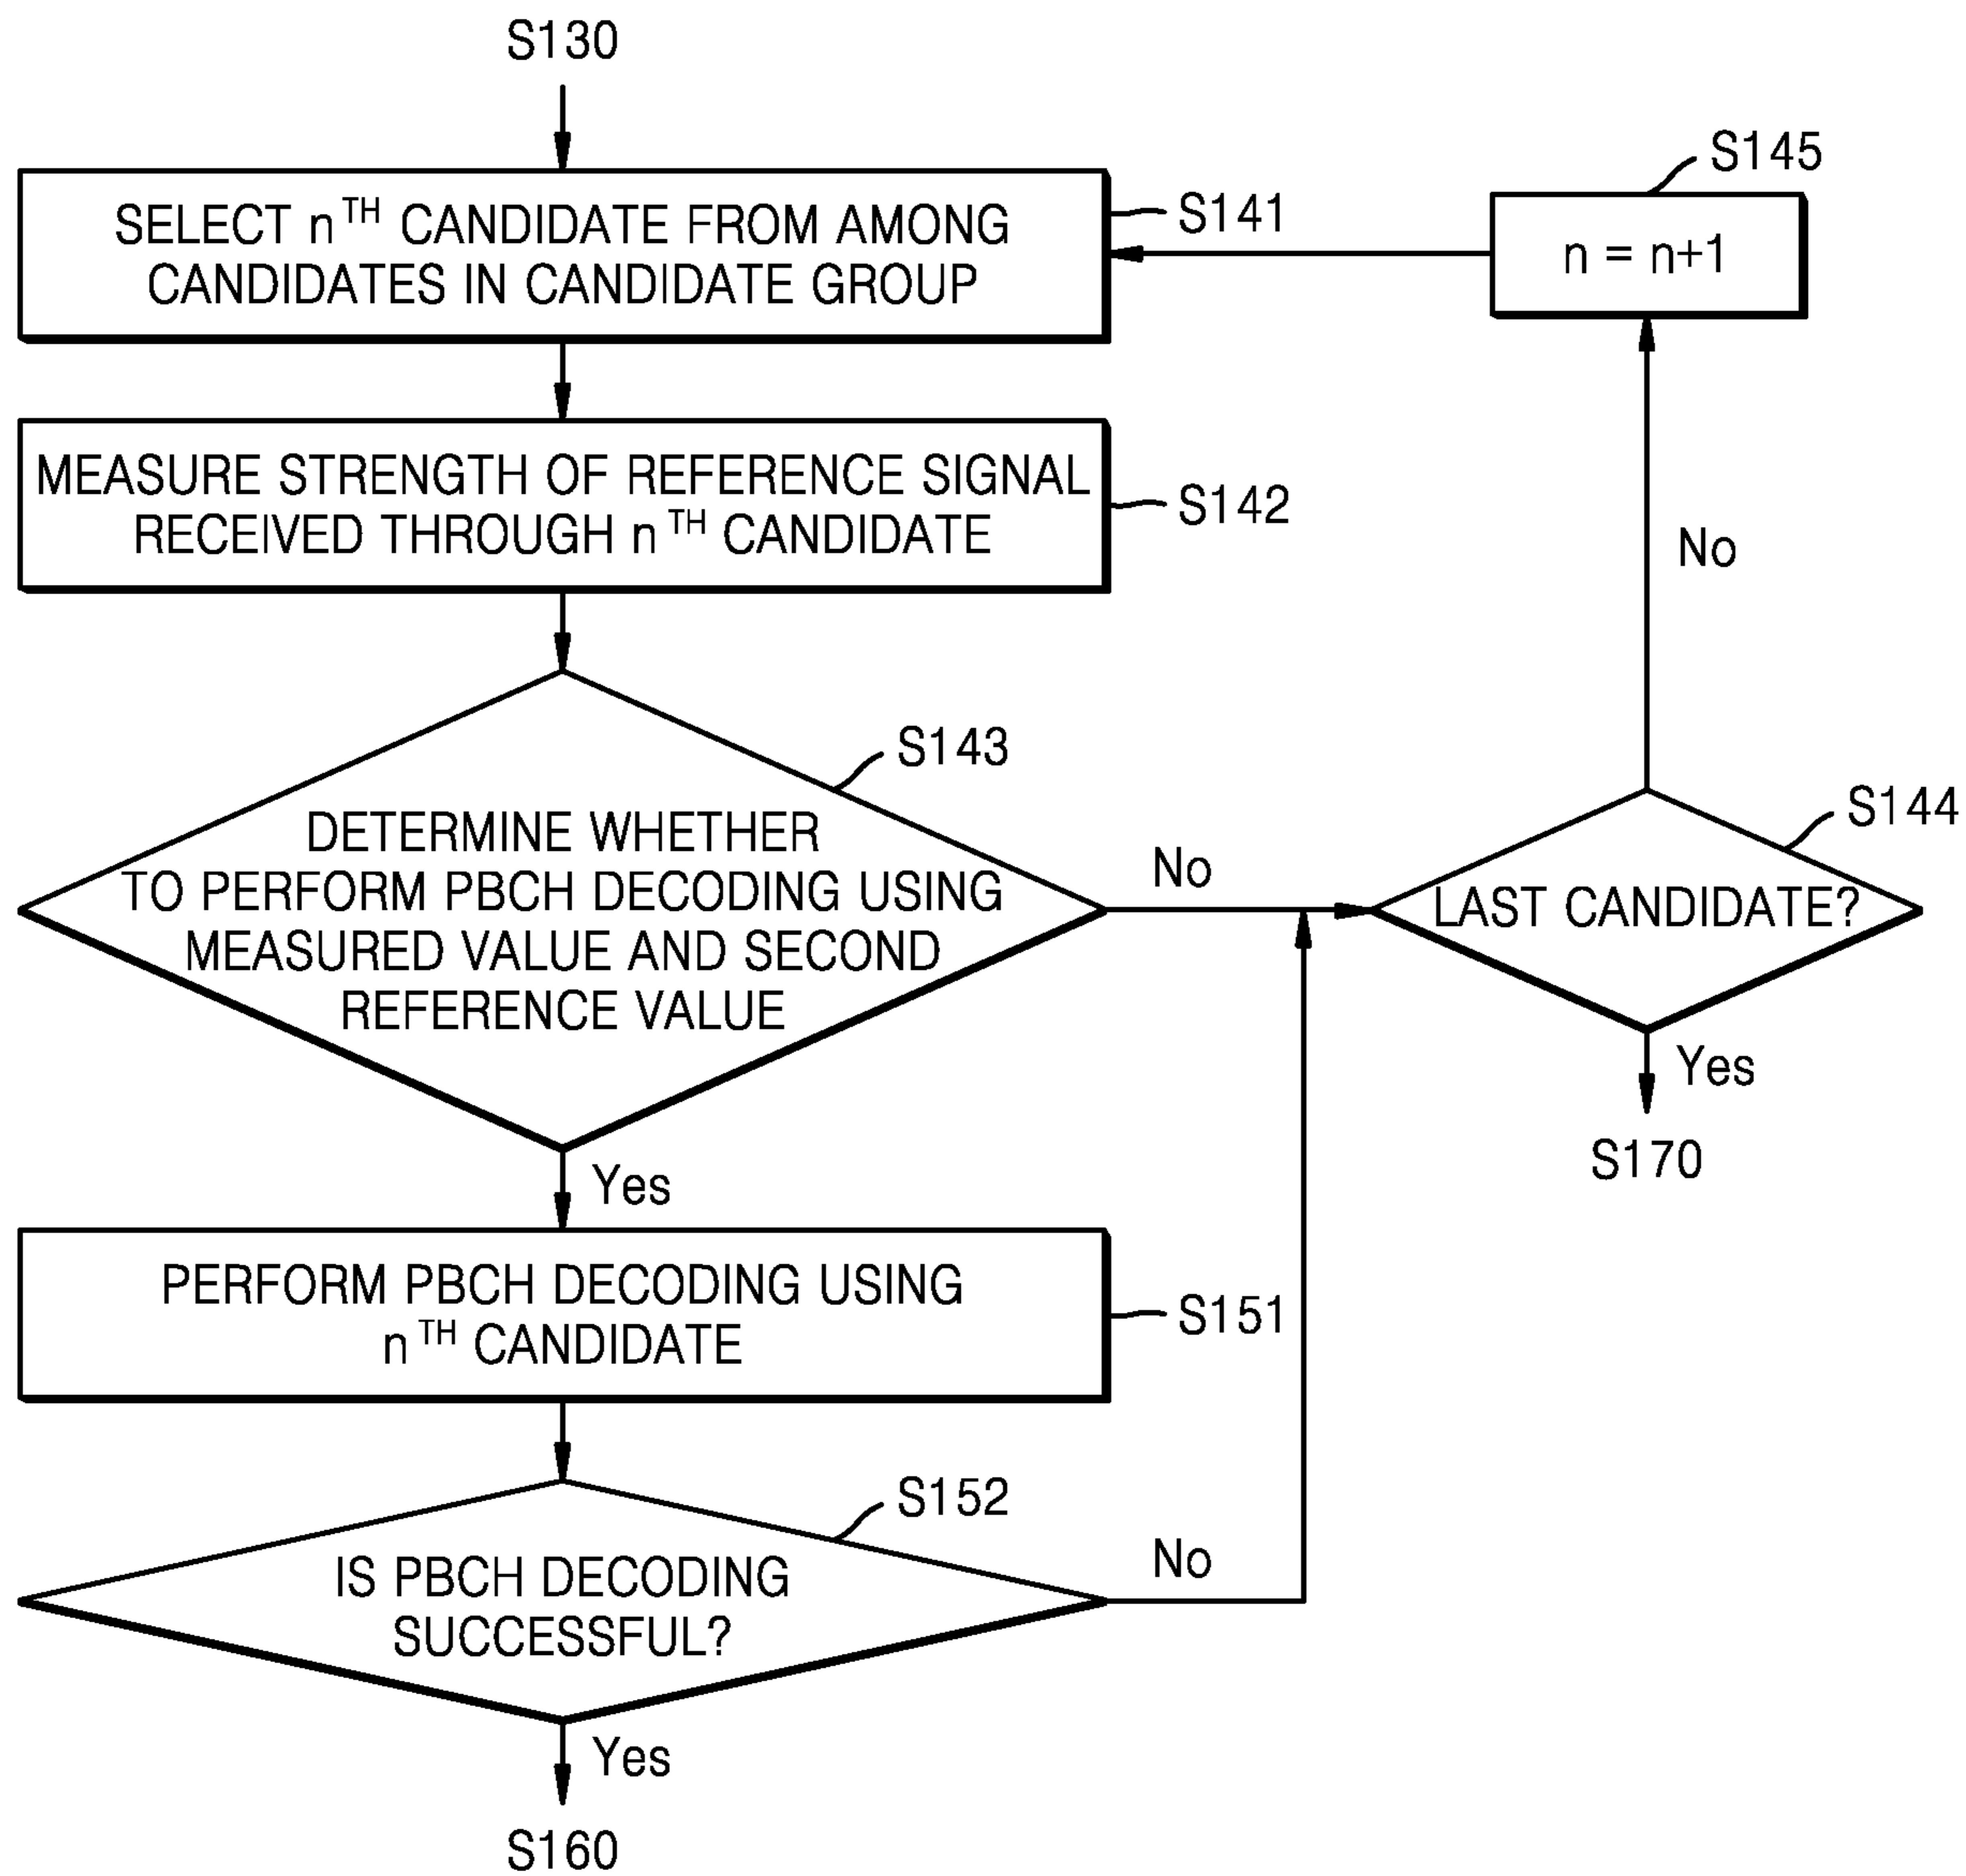 S130
SELECT nTH CANDIDATE FROM AMONG
CANDIDATES IN CANDIDATE GROUP
S141
S145
n = n+1
MEASURE STRENGTH OF REFERENCE SIGNAL
RECEIVED THROUGH nTH CANDIDATE
S142
No
S143
DETERMINE WHETHER
TO PERFORM PBCH DECODING USING
MEASURED VALUE AND SECOND
REFERENCE VALUE
No
S144
LAST CANDIDATE?
Yes
S170
Yes
PERFORM PBCH DECODING USING
nTH CANDIDATE
S151
S152
IS PBCH DECODING
SUCCESSFUL?
No
Yes
S160